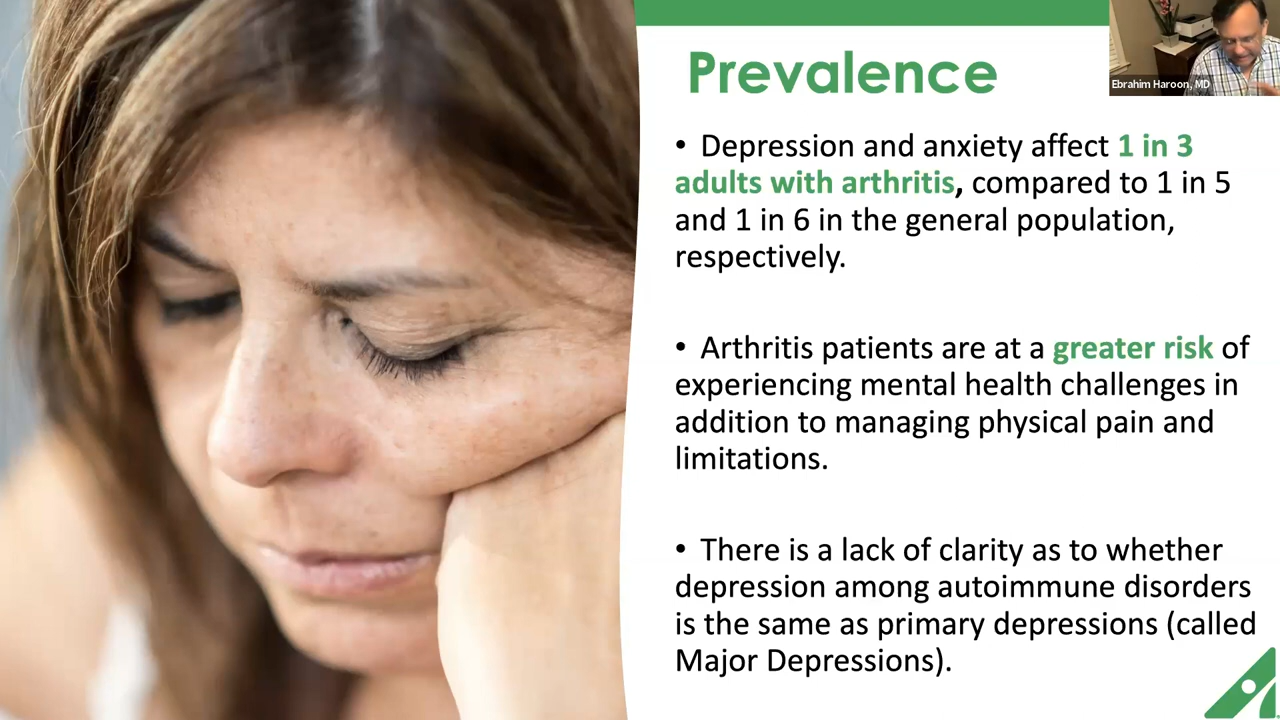 Prevalence
Ebrahim Haroon, MD
• Depression and anxiety affect 1 in 3
adults with arthritis, compared to 1 in 5
and 1 in 6 in the general population,
respectively.
• Arthritis patients are at a greater risk of
experiencing mental health challenges in
addition to managing physical pain and
limitations.
• There is a lack of clarity as to whether
depression among autoimmune disorders
is the same as primary depressions (called
Major Depressions).